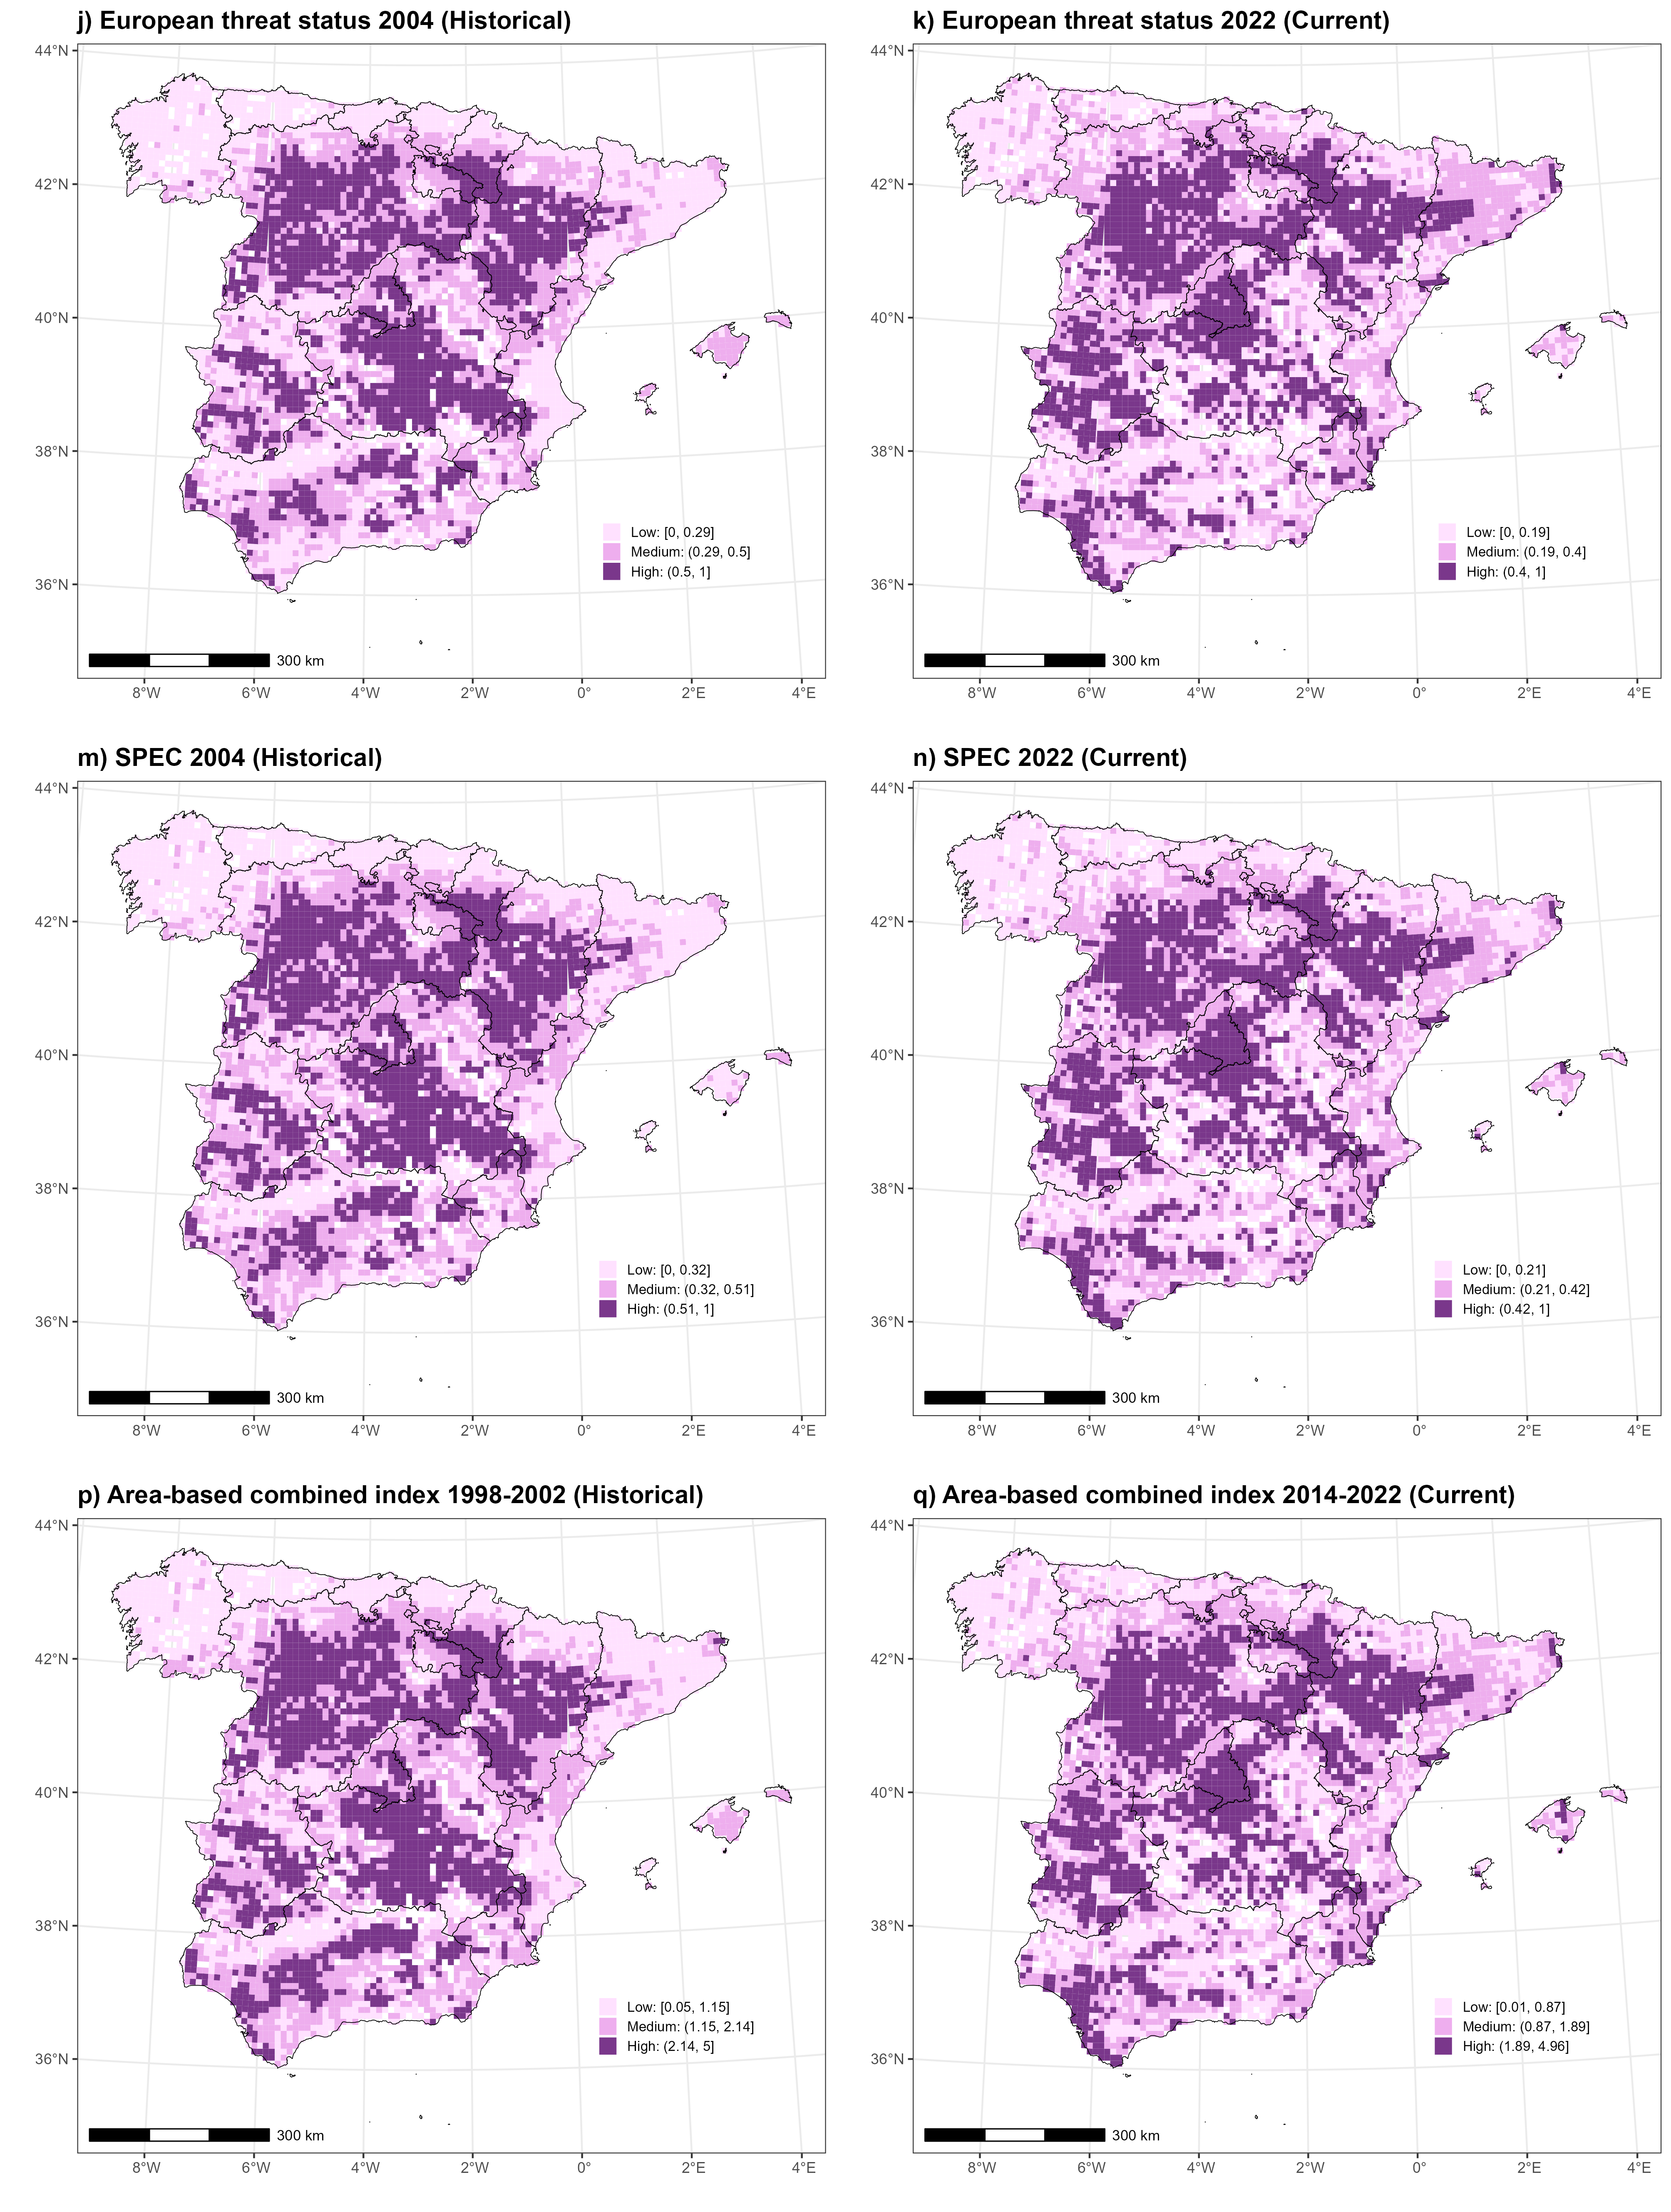 j) European threat status 2004 (Historical)
44°N
42°N
40°N
38°N
36°N
Low: [0, 0.29]
Medium: (0.29, 0.5]
High: (0.5, 1]
300 km
8°W 6°W 4°W 2°W 0° 2°E 4°E
k) European threat status 2022 (Current)
44°N
42°N
40°N
38°N
36°N
Low: [0, 0.19]
Medium: (0.19, 0.4]
High: (0.4, 1]
300 km
8°W 6°W 4°W 2°W 0° 2°E 4°E
m) SPEC 2004 (Historical)
44°N
42°N
40°N
38°N
36°N
Low: [0, 0.32]
Medium: (0.32, 0.51]
High: (0.51, 1]
300 km
8°W 6°W 4°W 2°W 0° 2°E 4°E
n) SPEC 2022 (Current)
44°N
42°N
40°N
38°N
36°N
Low: [0, 0.21]
Medium: (0.21, 0.42]
High: (0.42, 1]
300 km
8°W 6°W 4°W 2°W 0° 2°E 4°E
p) Area-based combined index 1998-2002 (Historical)
44°N
42°N
40°N
38°N
36°N
Low: [0.05, 1.15]
Medium: (1.15, 2.14]
High: (2.14, 5]
300 km
8°W 6°W 4°W 2°W 0° 2°E 4°E
q) Area-based combined index 2014-2022 (Current)
44°N
42°N
40°N
38°N
36°N
Low: [0.01, 0.87]
Medium: (0.87, 1.89]
High: (1.89, 4.96]
300 km
8°W 6°W 4°W 2°W 0° 2°E 4°E